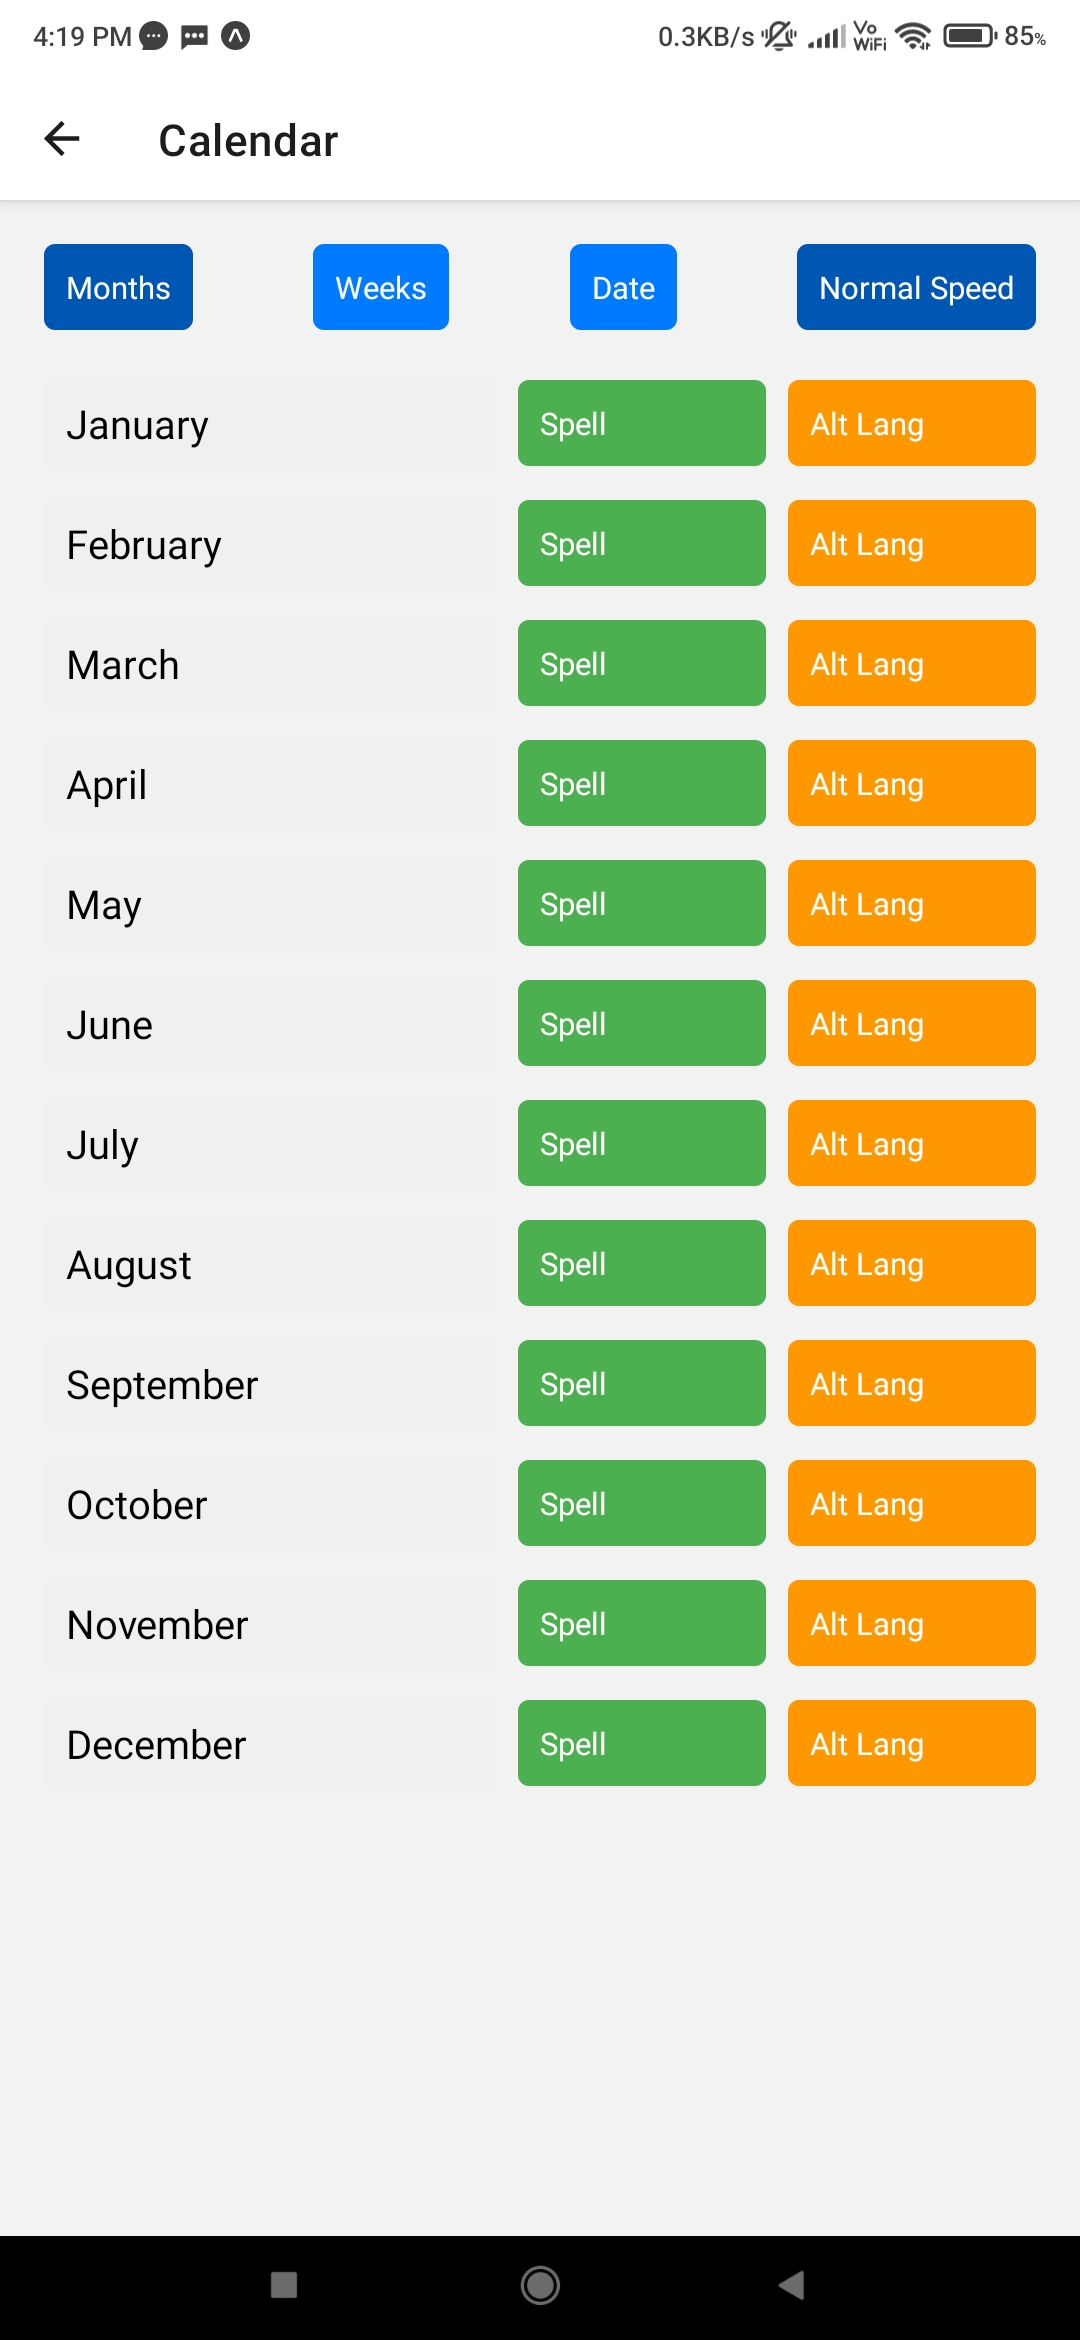 4:19 PM 0.3KB/s Vo WiFi 85%
Calendar
Months Weeks Date Normal Speed
January Spell Alt Lang
February Spell Alt Lang
March Spell Alt Lang
April Spell Alt Lang
May Spell Alt Lang
June Spell Alt Lang
July Spell Alt Lang
August Spell Alt Lang
September Spell Alt Lang
October Spell Alt Lang
November Spell Alt Lang
December Spell Alt Lang